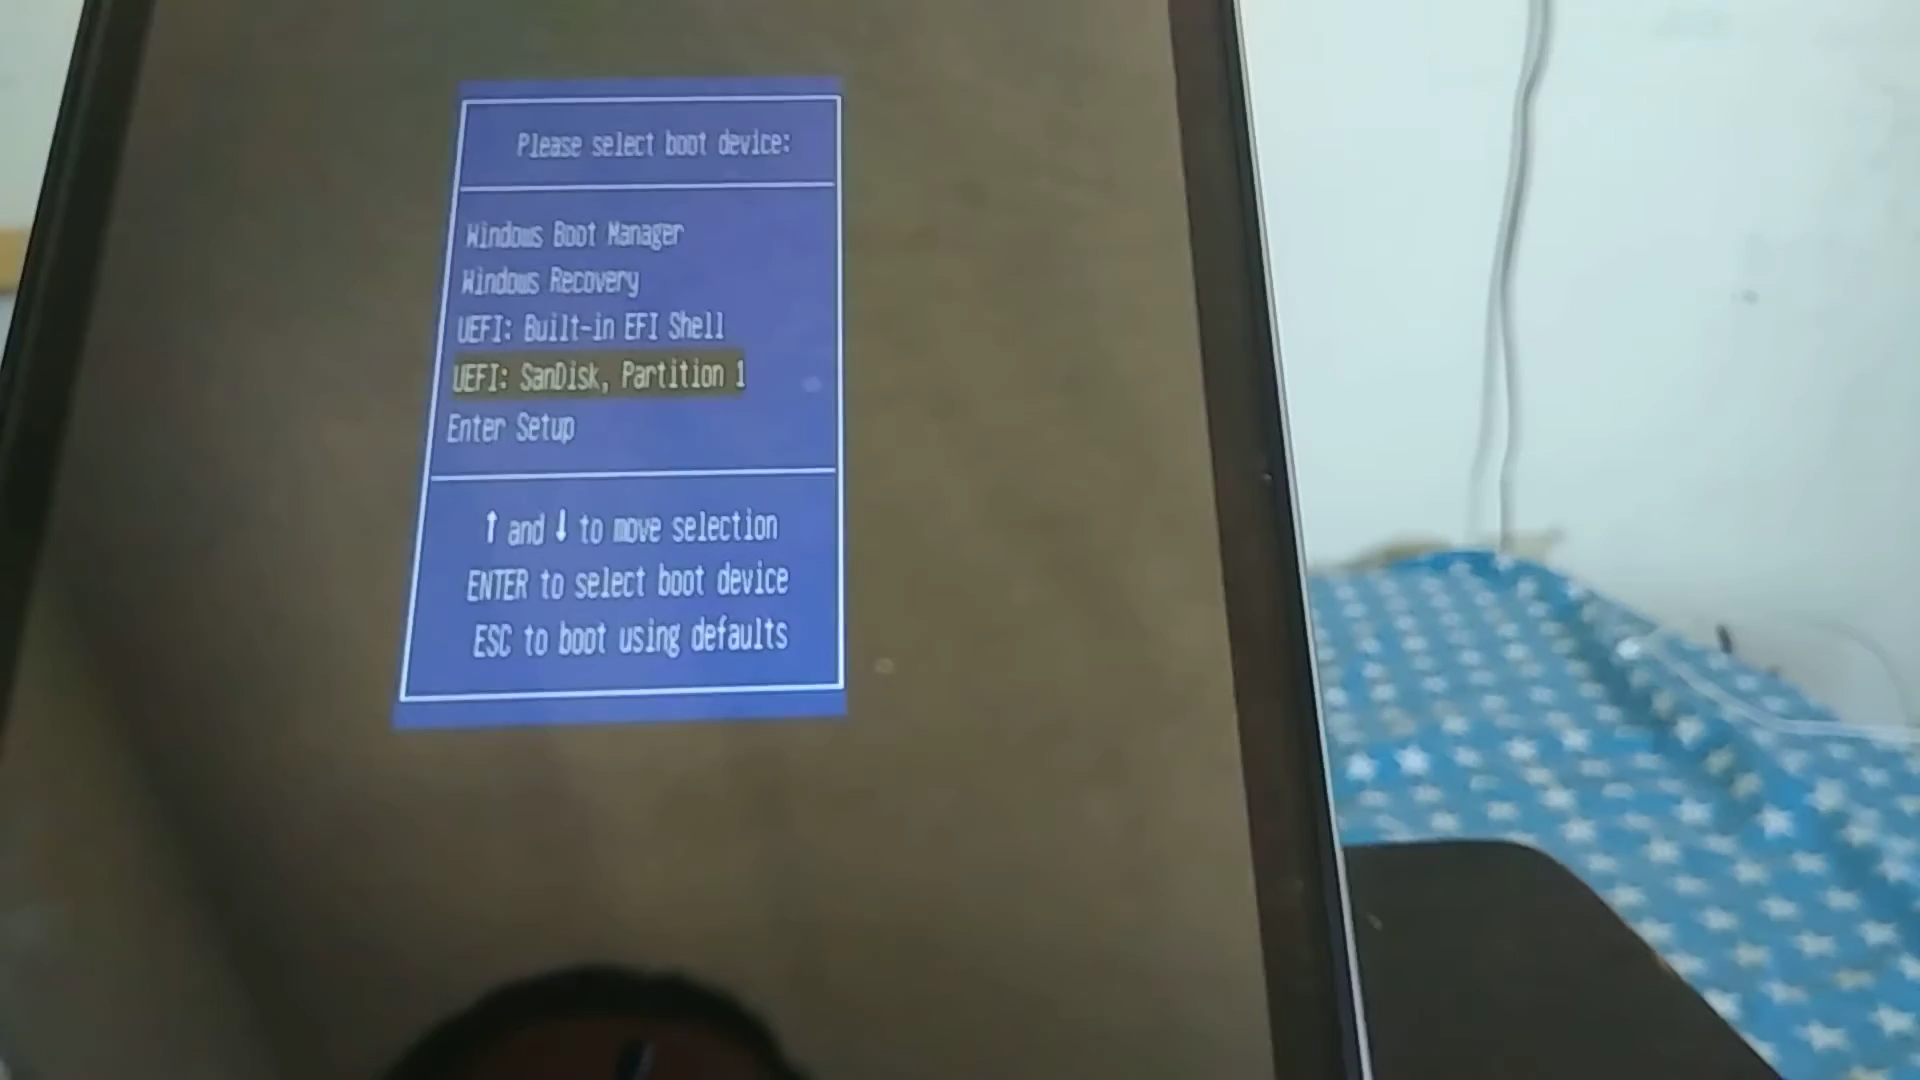 Please select boot device:
Windows Boot Manager
Windows Recovery
UEFI: Built-in EFI Shell
UEFI: SanDisk, Partition 1
Enter Setup
↑ and ↓ to move selection
ENTER to select boot device
ESC to boot using defaults